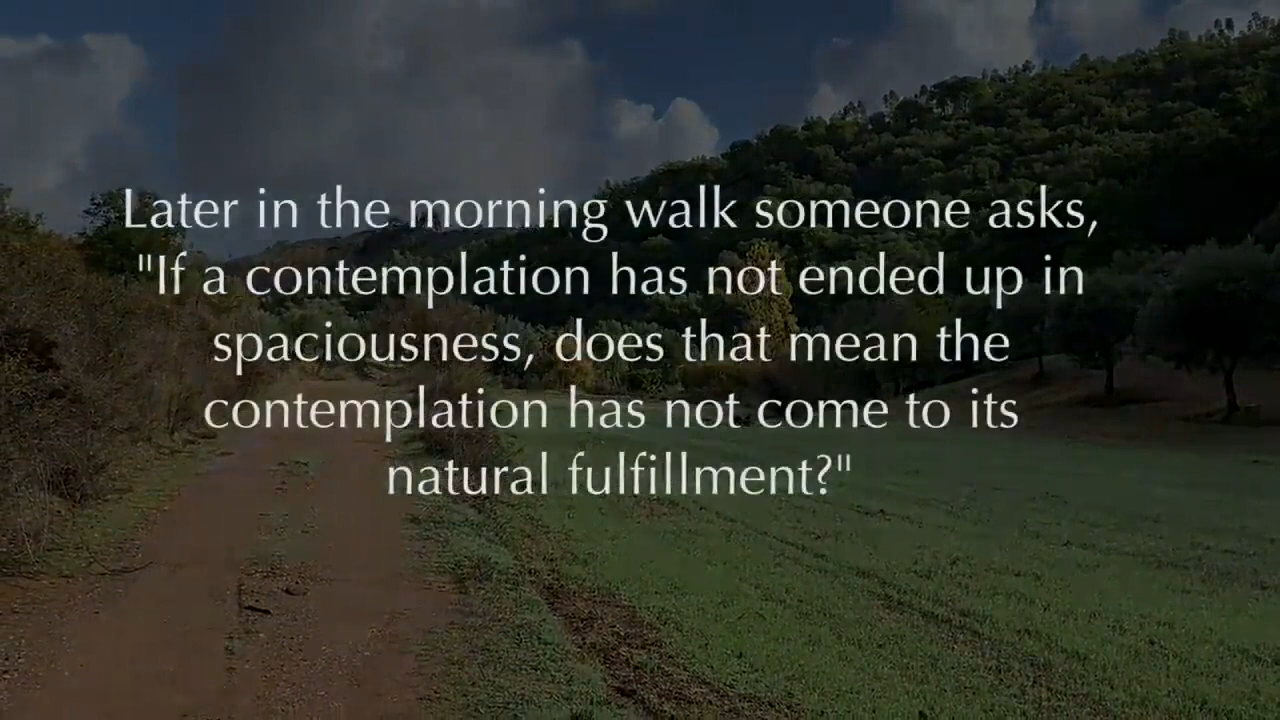 Later in the morning walk someone asks,
"If a contemplation has not ended up in
spaciousness, does that mean the
contemplation has not come to its
natural fulfillment?"